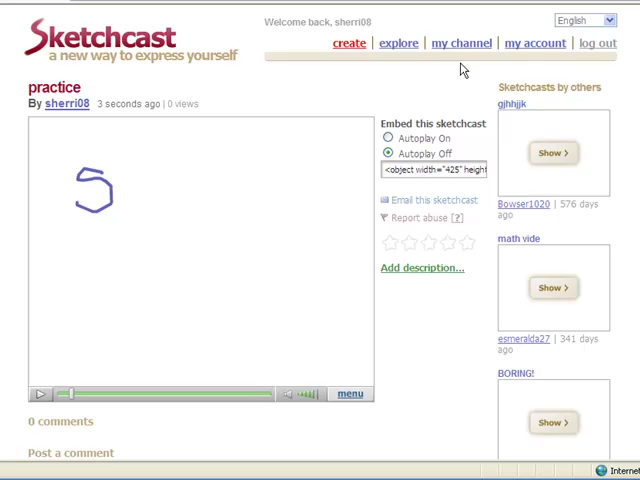 Welcome back, sherri08
English
Sketchcast
a new way to express yourself
create | explore | my channel | my account | log out
practice
By sherri08 3 seconds ago | 0 views
5
Embed this sketchcast
Autoplay On
Autoplay Off
<object width="425" height
Email this sketchcast
Report abuse [?]
Add description...
menu
0 comments
Post a comment
Sketchcasts by others
gjhhjjk
Show >
Bowser1020 | 576 days
ago
math vide
Show >
esmeralda27 | 341 days
ago
BORING!
Show >
Internet